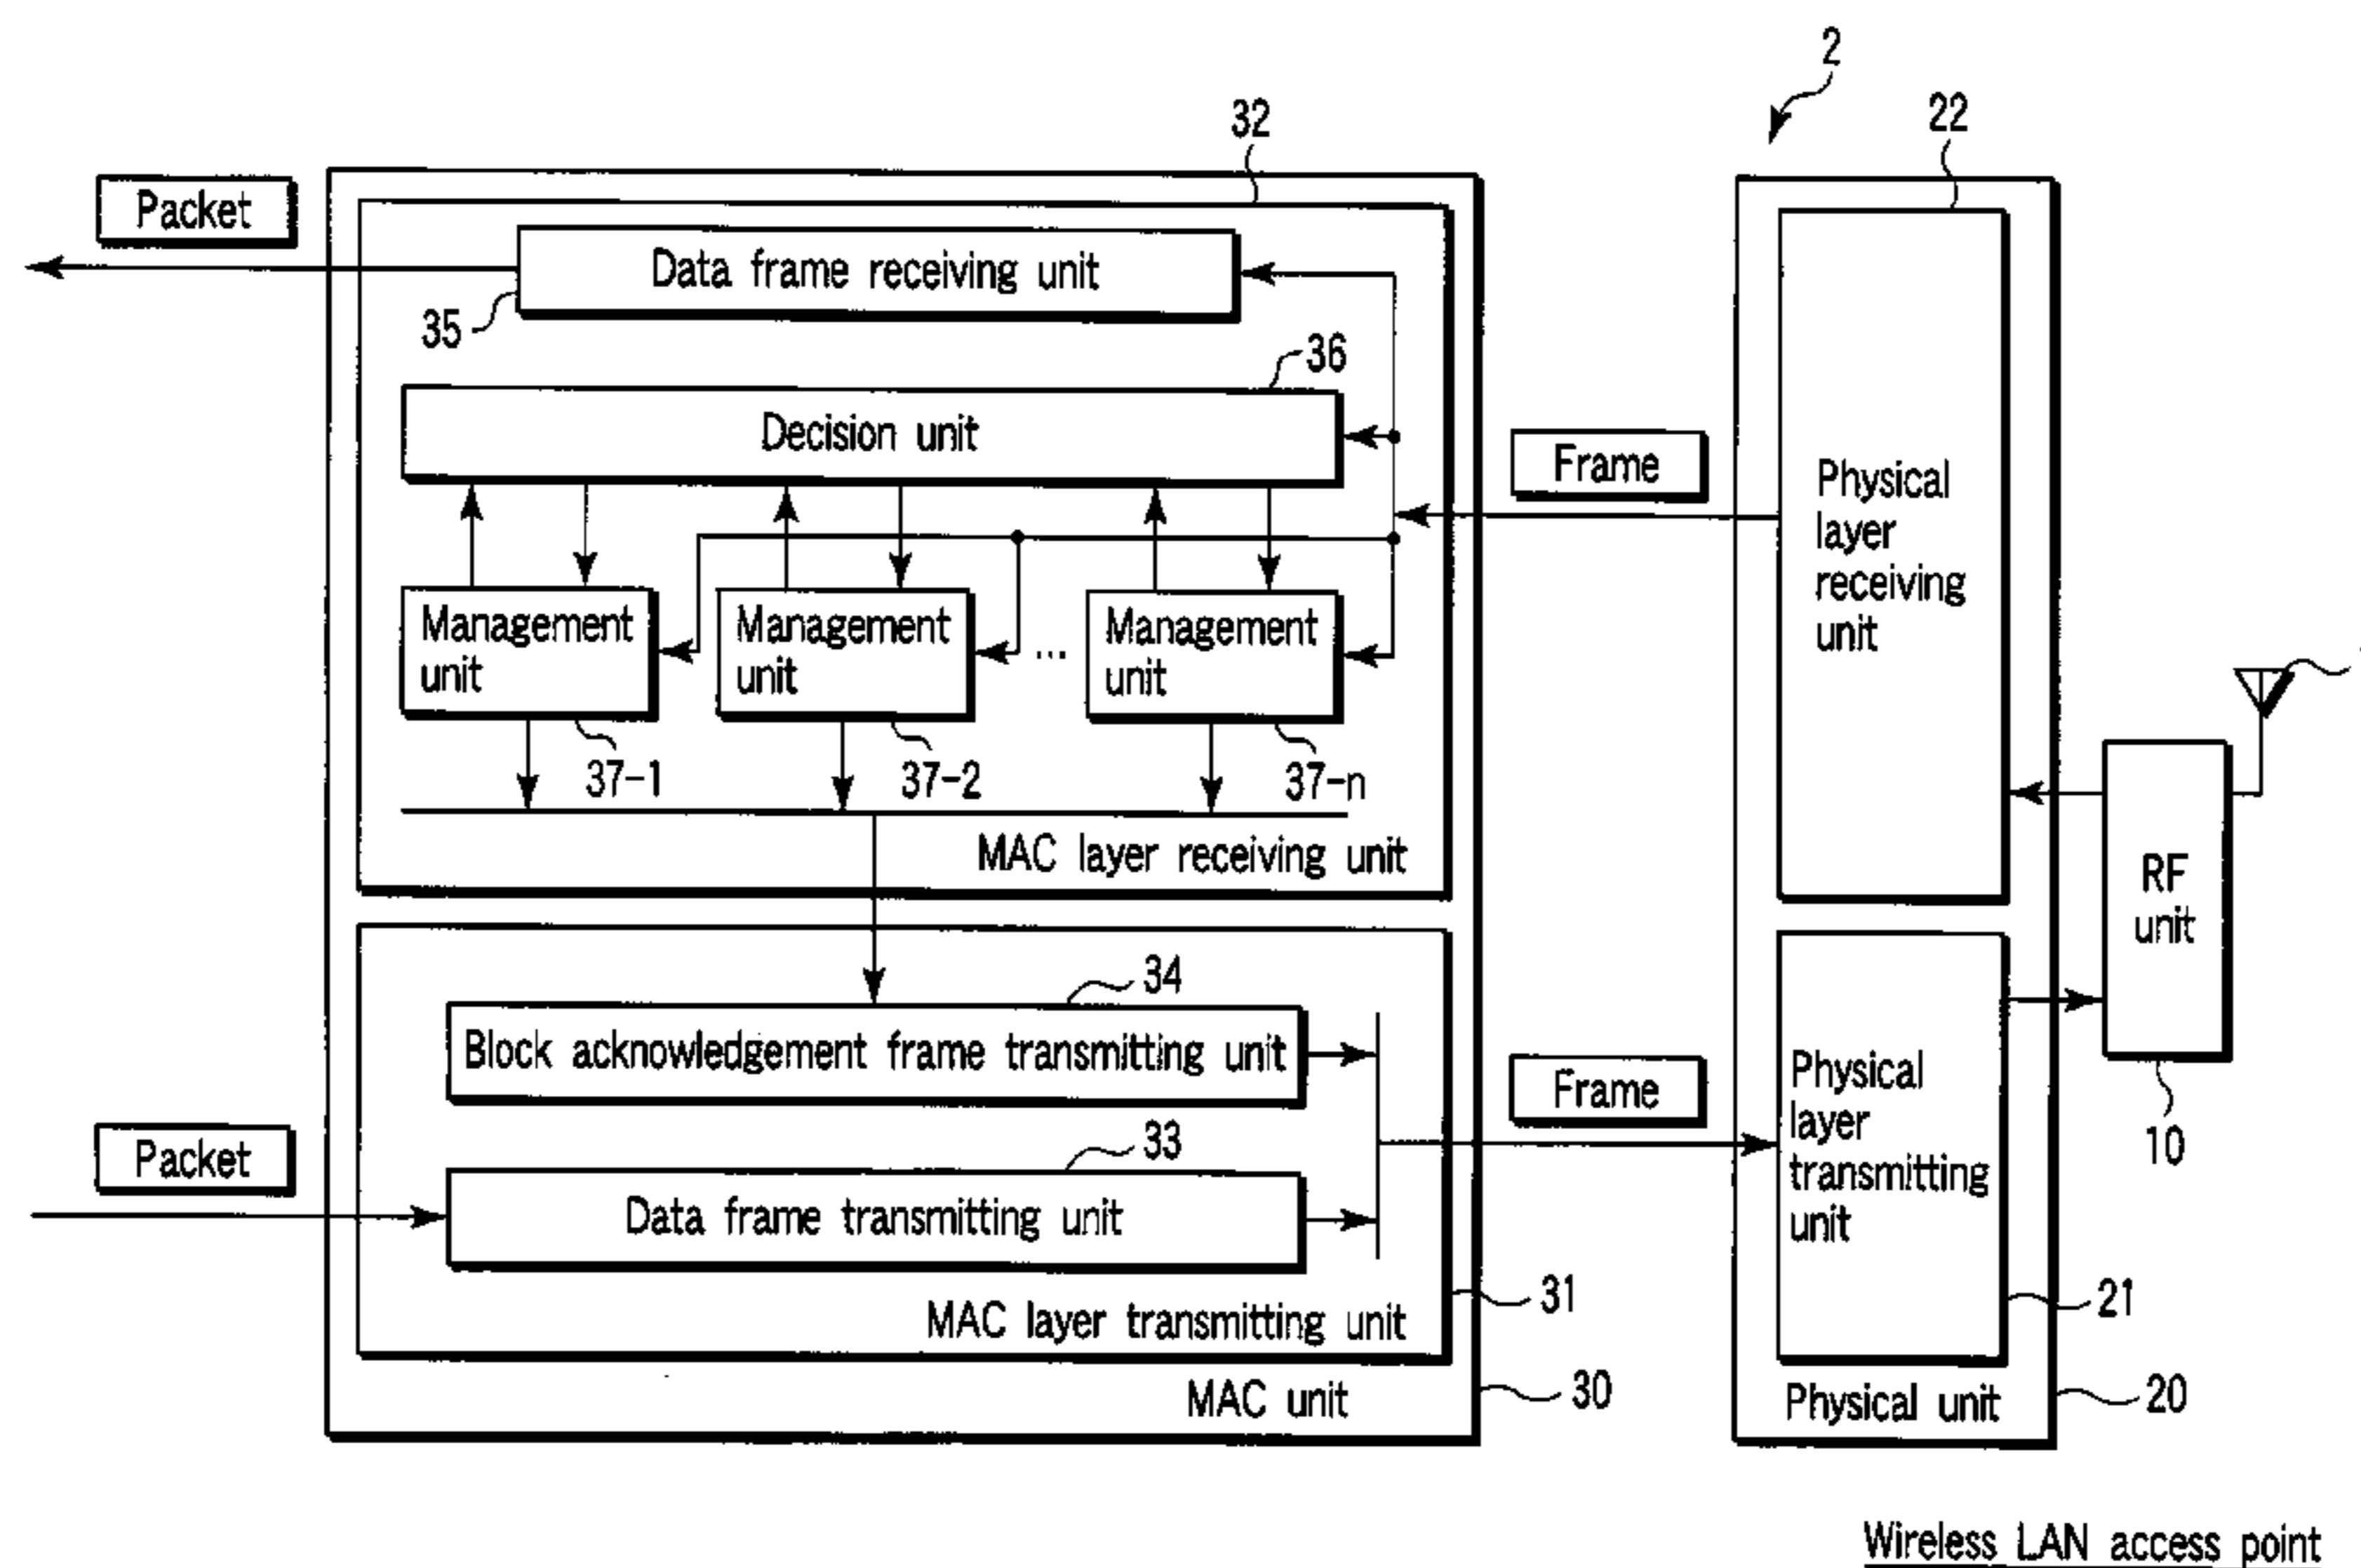 2
32
22
Packet
Data frame receiving unit
35
36
Decision unit
Frame
Physical
layer
receiving
unit
Management
unit
Management
unit
...
Management
unit
37-1
37-2
37-n
MAC layer receiving unit
RF
unit
10
34
Block acknowledgement frame transmitting unit
Frame
Physical
layer
transmitting
unit
Packet
33
Data frame transmitting unit
31
21
MAC layer transmitting unit
MAC unit
30
Physical unit
20
Wireless LAN access point